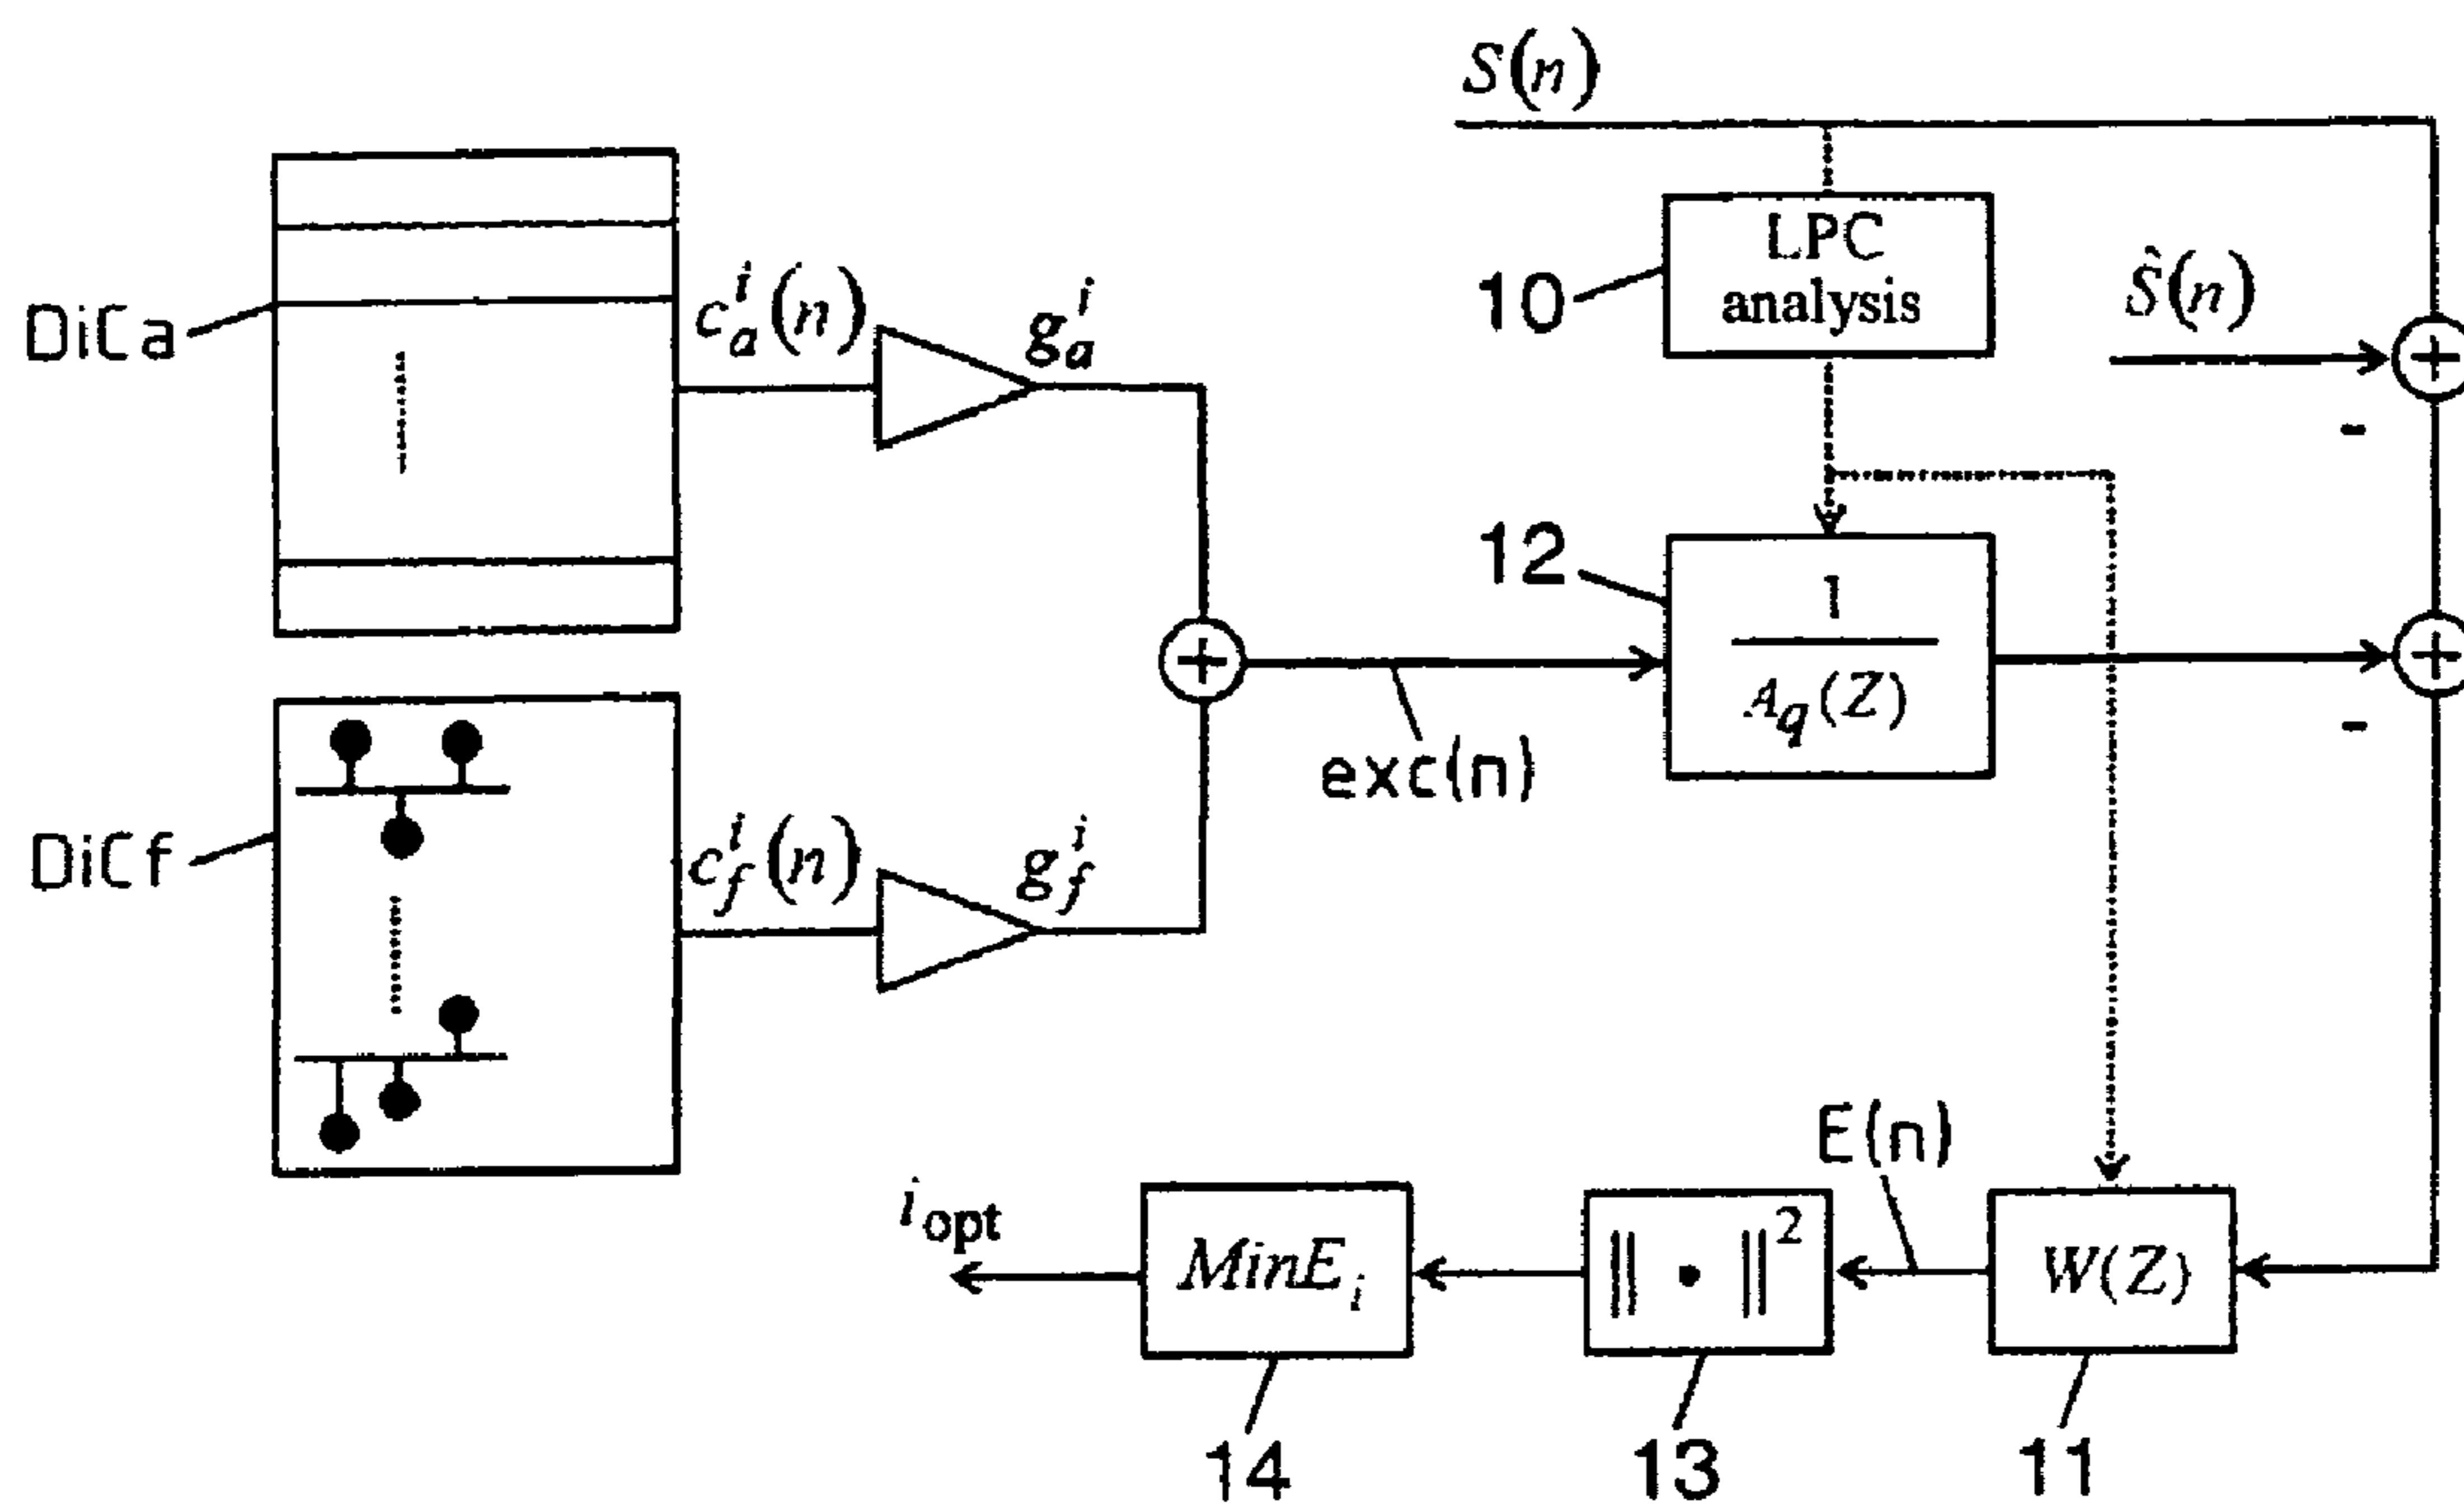 S(n)
LPC
analysis
10
ŝ(n)
DiCa
c_a^i(n)
g_a^i
12
1
A_q(Z)
+
+
-
+
-
exc(n)
DiCf
c_f^i(n)
g_f^i
E(n)
i_opt
MinE_i
‖ • ‖²
W(Z)
14
13
11